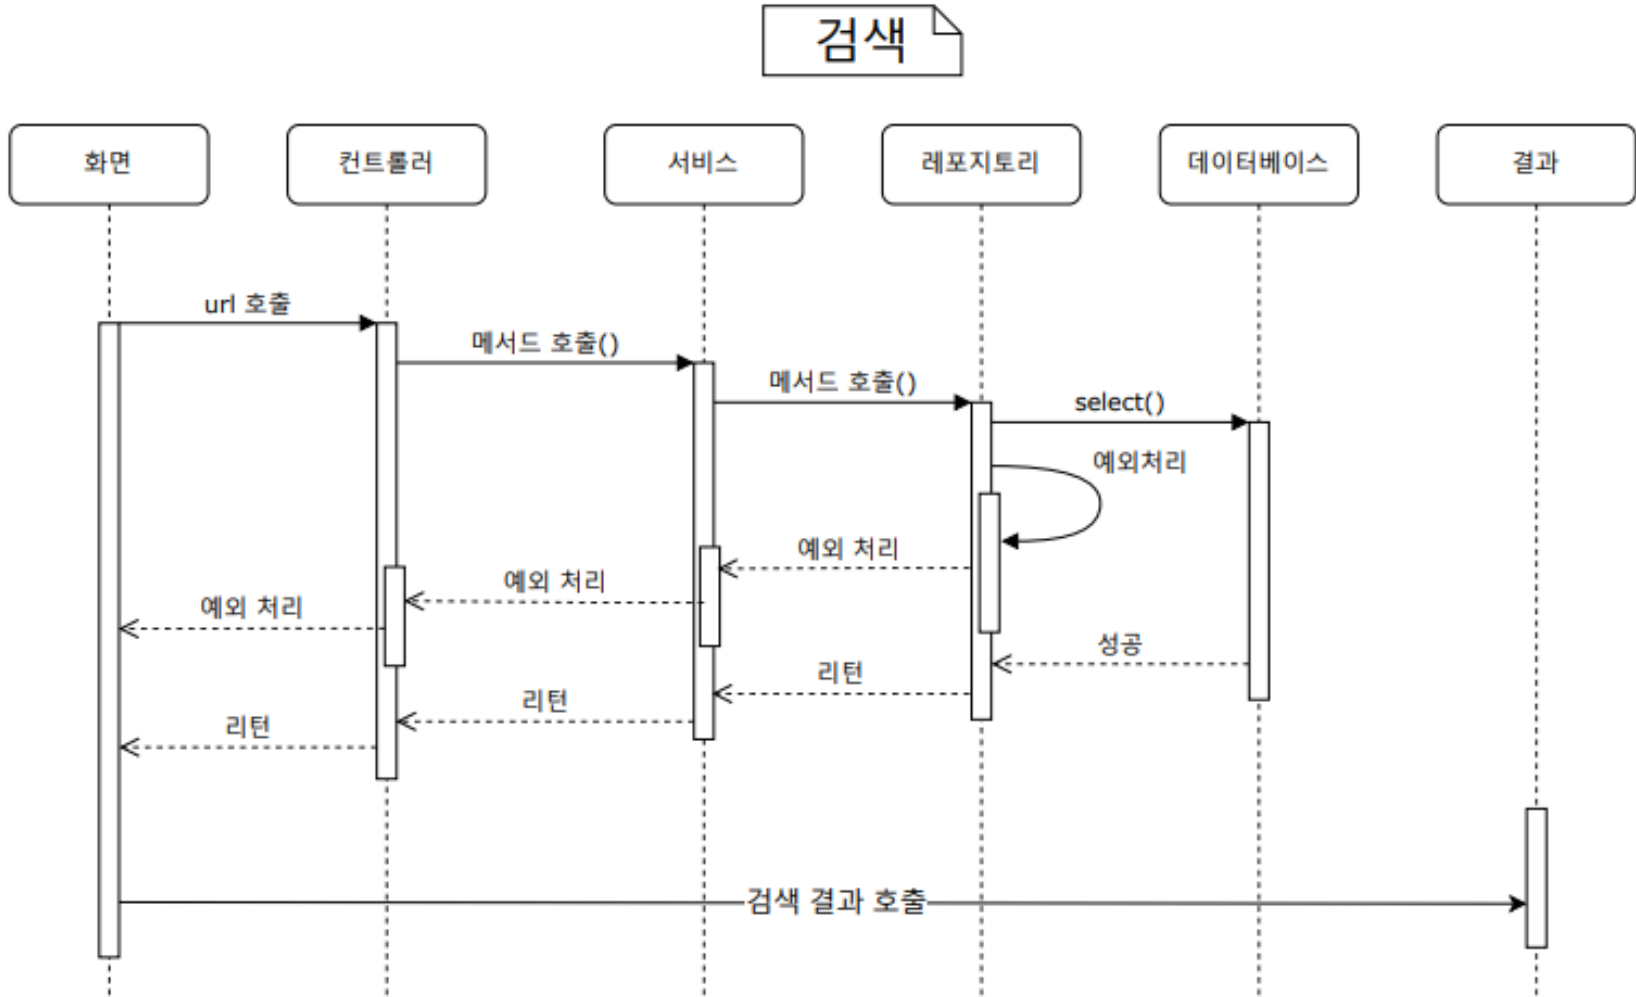 검색
화면
컨트롤러
서비스
레포지토리
데이터베이스
결과
url 호출
메서드 호출()
메서드 호출()
select()
예외처리
예외 처리
예외 처리
예외 처리
성공
리턴
리턴
리턴
검색 결과 호출